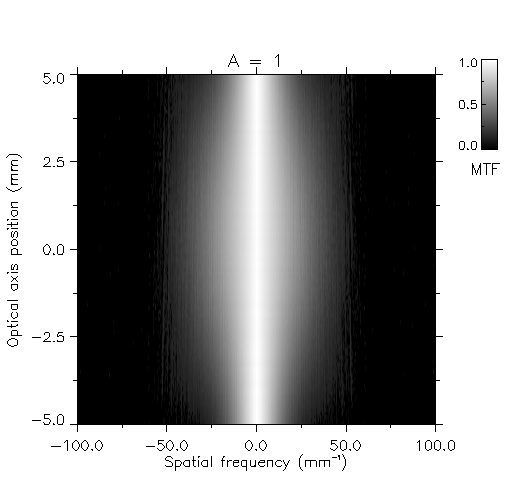 A = 1
5.0
2.5
0.0
−2.5
−5.0
Optical axis position (mm)
−100.0 −50.0 0.0 50.0 100.0
Spatial frequency (mm⁻¹)
1.0
0.5
0.0
MTF